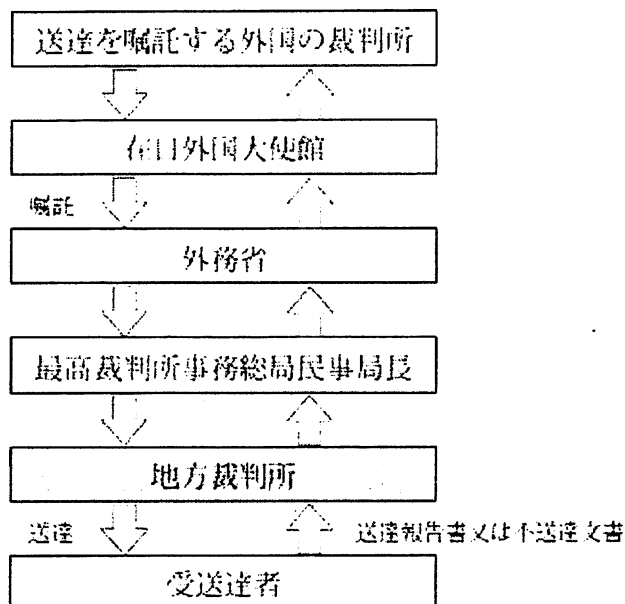 送達を嘱託する外国の裁判所
在日外国大使館
嘱託
外務省
最高裁判所事務総局民事局長
地方裁判所
送達
送達報告書又は不送達文書
受送達者